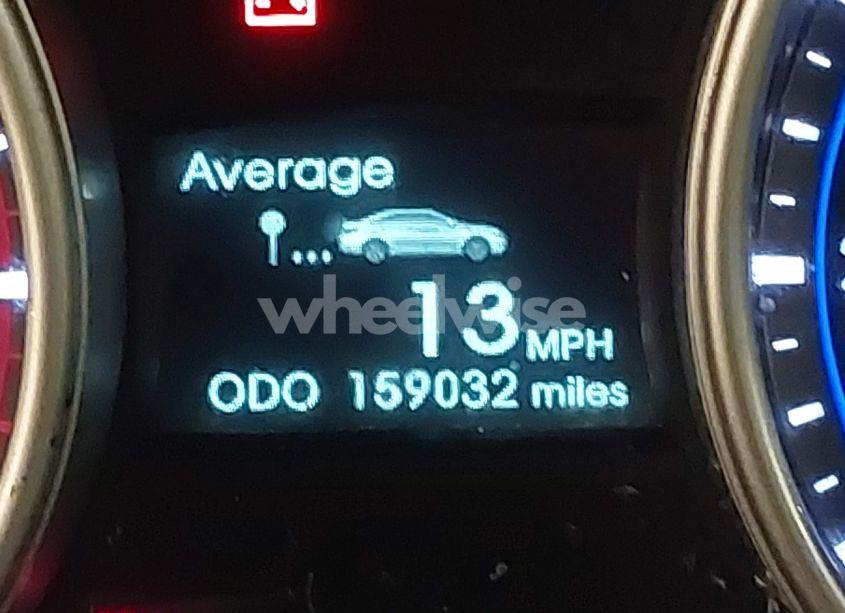 Average
wheelwise
13 MPH
ODO 159032 miles